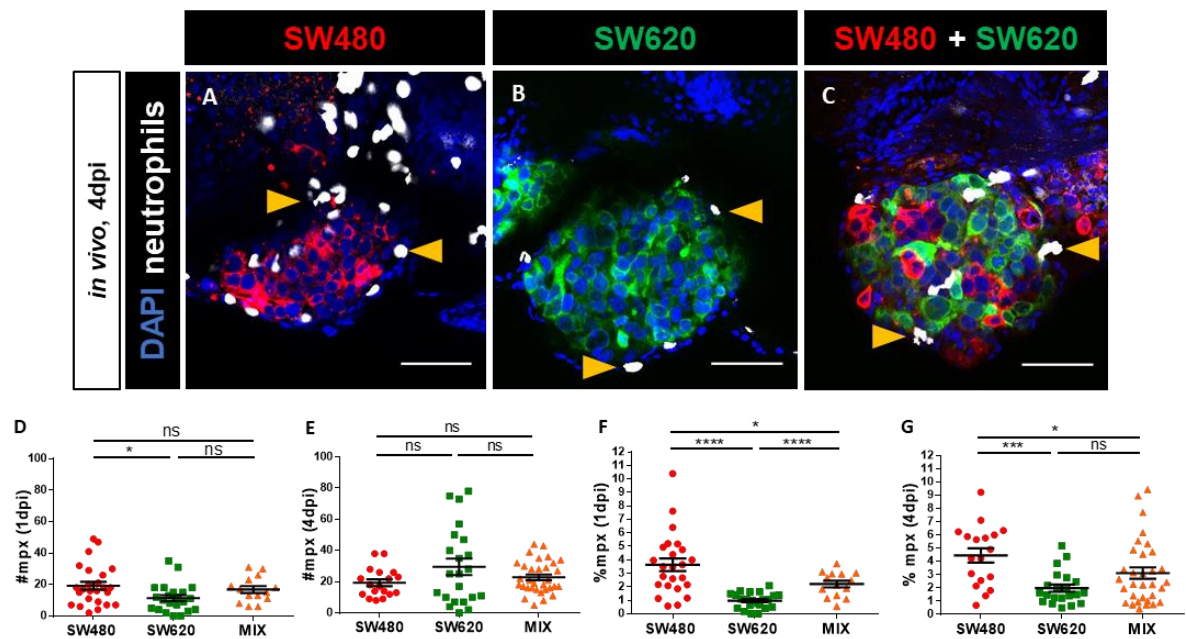 SW480
SW620
SW480 + SW620
in vivo, 4dpi
DAPI neutrophils
A
B
C
D
ns
*
ns
#mpx (1dpi)
100
80
60
40
20
0
SW480
SW620
MIX
E
ns
ns
ns
#mpx (4dpi)
100
80
60
40
20
0
SW480
SW620
MIX
F
*
****
****
%mpx (1dpi)
12
11
10
9
8
7
6
5
4
3
2
1
0
SW480
SW620
MIX
G
*
***
ns
% mpx (4dpi)
12
11
10
9
8
7
6
5
4
3
2
1
0
SW480
SW620
MIX